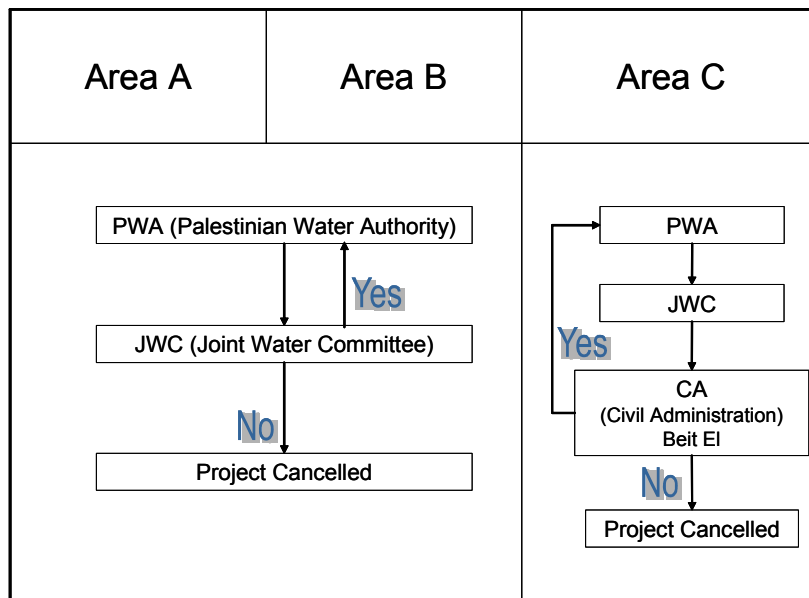 Area A
Area B
Area C
PWA (Palestinian Water Authority)
Yes
JWC (Joint Water Committee)
No
Project Cancelled
PWA
JWC
Yes
CA
(Civil Administration)
Beit El
No
Project Cancelled